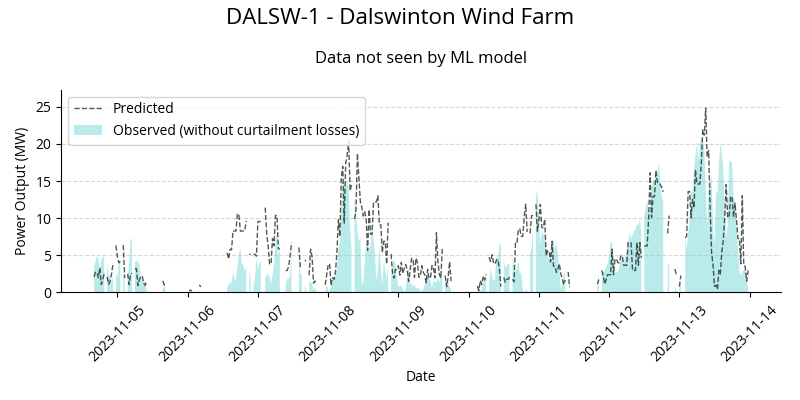 DALSW-1 - Dalswinton Wind Farm
Data not seen by ML model
Predicted
Observed (without curtailment losses)
Power Output (MW)
25
20
15
10
5
0
2023-11-05
2023-11-06
2023-11-07
2023-11-08
2023-11-09
2023-11-10
2023-11-11
2023-11-12
2023-11-13
2023-11-14
Date